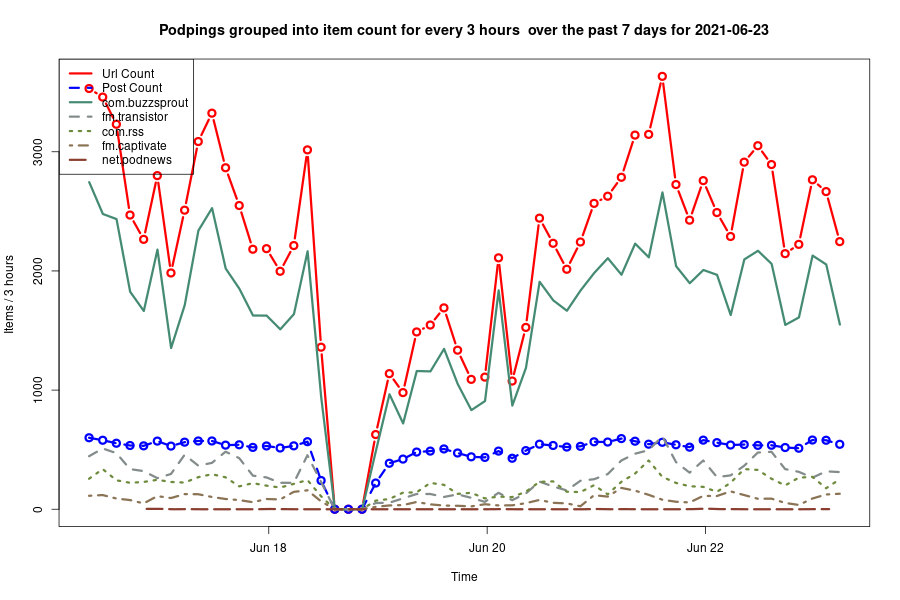 Podpings grouped into item count for every 3 hours  over the past 7 days for 2021-06-23
Url Count
Post Count
com.buzzsprout
fm.transistor
com.rss
fm.captivate
net.podnews
3000
2000
1000
0
Items / 3 hours
Jun 18
Jun 20
Jun 22
Time